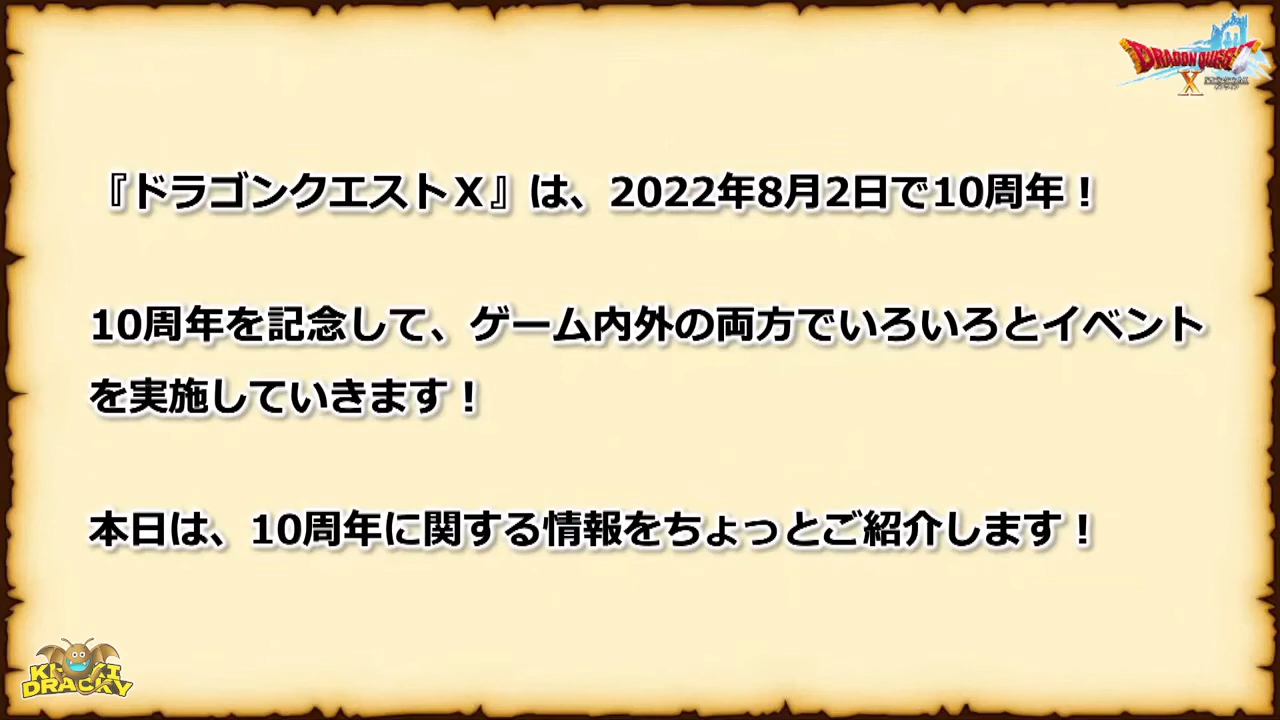 DRAGON QUEST
X
『ドラゴンクエストX』は、2022年8月2日で10周年！
10周年を記念して、ゲーム内外の両方でいろいろとイベント
を実施していきます！
本日は、10周年に関する情報をちょっとご紹介します！
DRACKY